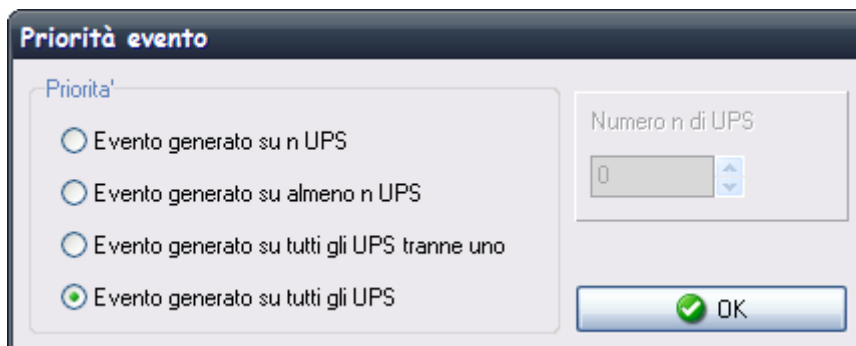 Priorità evento
Priorita'
Evento generato su n UPS
Evento generato su almeno n UPS
Evento generato su tutti gli UPS tranne uno
Evento generato su tutti gli UPS
Numero n di UPS
0
OK